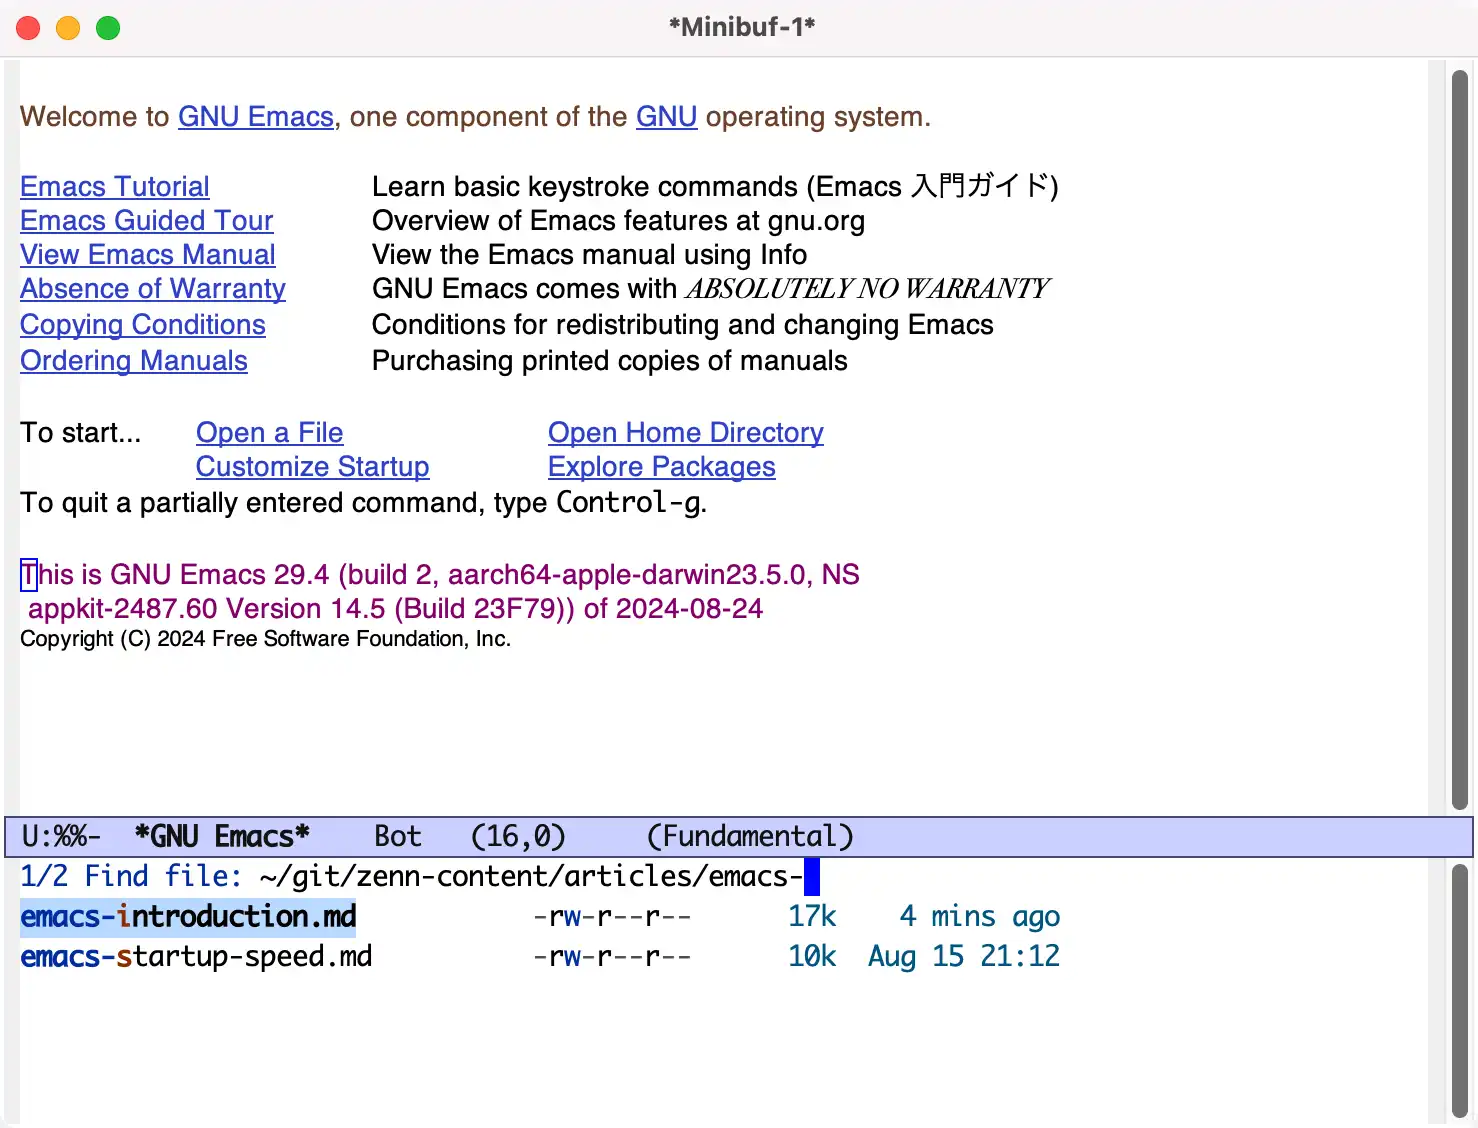 *Minibuf-1*
Welcome to GNU Emacs, one component of the GNU operating system.
Emacs Tutorial Learn basic keystroke commands (Emacs 入門ガイド)
Emacs Guided Tour Overview of Emacs features at gnu.org
View Emacs Manual View the Emacs manual using Info
Absence of Warranty GNU Emacs comes with ABSOLUTELY NO WARRANTY
Copying Conditions Conditions for redistributing and changing Emacs
Ordering Manuals Purchasing printed copies of manuals
To start... Open a File Open Home Directory
Customize Startup Explore Packages
To quit a partially entered command, type Control-g.
This is GNU Emacs 29.4 (build 2, aarch64-apple-darwin23.5.0, NS
appkit-2487.60 Version 14.5 (Build 23F79)) of 2024-08-24
Copyright (C) 2024 Free Software Foundation, Inc.
U:%%- *GNU Emacs* Bot (16,0) (Fundamental)
1/2 Find file: ~/git/zenn-content/articles/emacs-
emacs-introduction.md -rw-r--r-- 17k 4 mins ago
emacs-startup-speed.md -rw-r--r-- 10k Aug 15 21:12